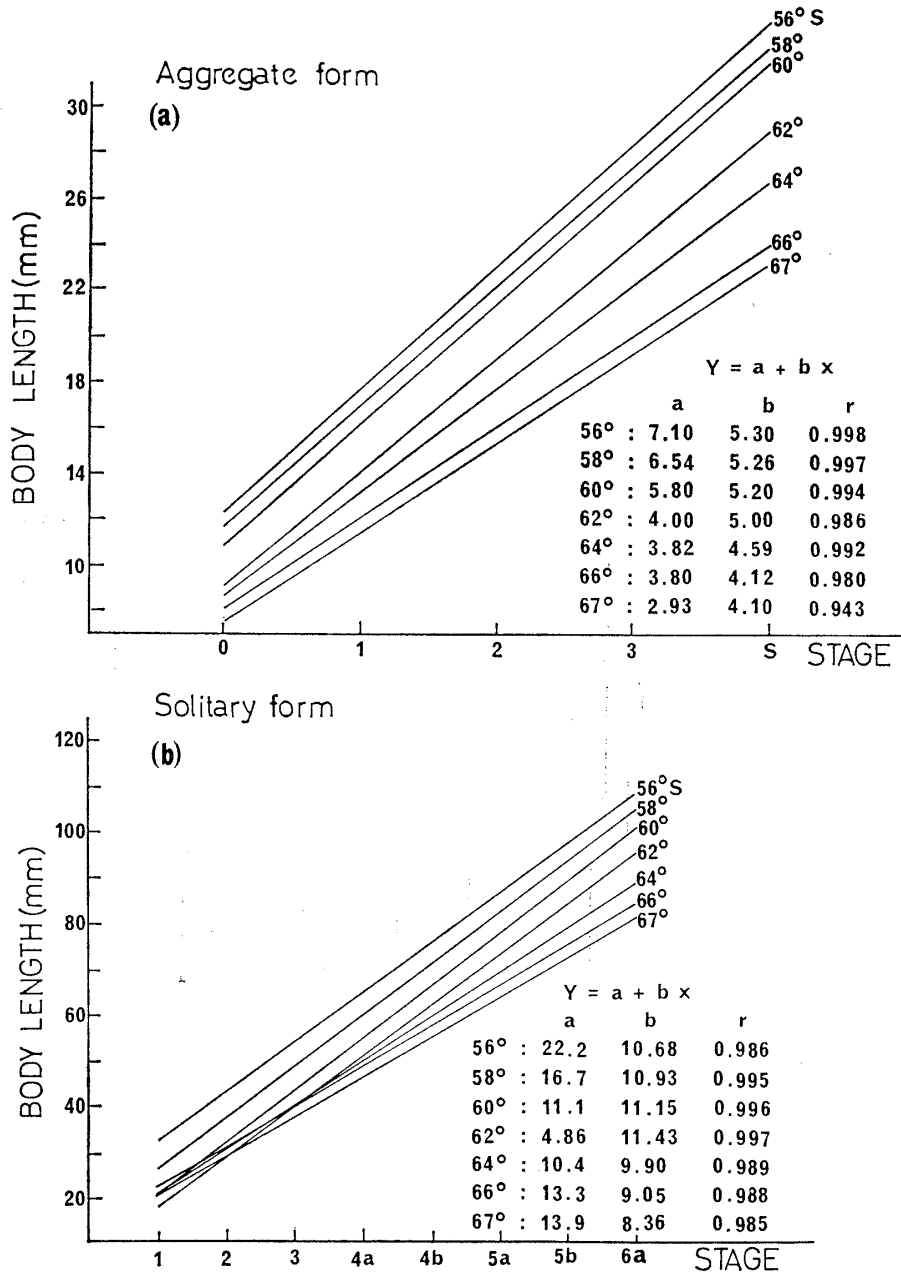 Aggregate form
(a)
BODY LENGTH (mm)
30
26
22
18
14
10
56° S
58°
60°
62°
64°
66°
67°
Y = a + b x
a b r
56° : 7.10 5.30 0.998
58° : 6.54 5.26 0.997
60° : 5.80 5.20 0.994
62° : 4.00 5.00 0.986
64° : 3.82 4.59 0.992
66° : 3.80 4.12 0.980
67° : 2.93 4.10 0.943
0 1 2 3 S STAGE
Solitary form
(b)
BODY LENGTH (mm)
120
100
80
60
40
20
56° S
58°
60°
62°
64°
66°
67°
Y = a + b x
a b r
56° : 22.2 10.68 0.986
58° : 16.7 10.93 0.995
60° : 11.1 11.15 0.996
62° : 4.86 11.43 0.997
64° : 10.4 9.90 0.989
66° : 13.3 9.05 0.988
67° : 13.9 8.36 0.985
1 2 3 4a 4b 5a 5b 6a STAGE